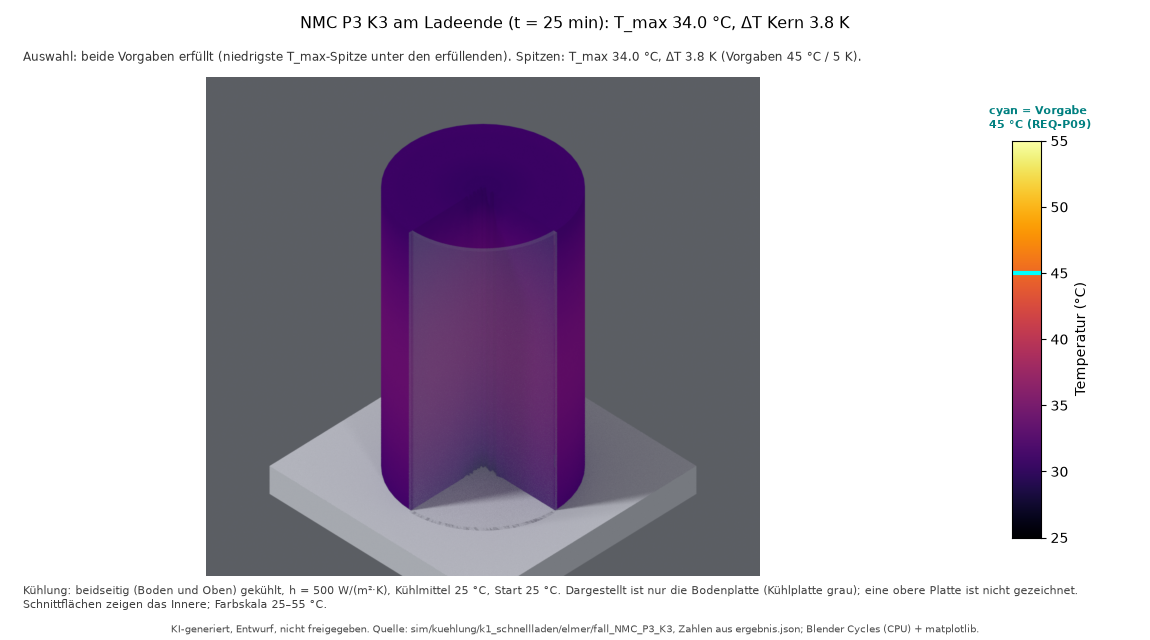 NMC P3 K3 am Ladeende (t = 25 min): T_max 34.0 °C, ΔT Kern 3.8 K
Auswahl: beide Vorgaben erfüllt (niedrigste T_max-Spitze unter den erfüllenden). Spitzen: T_max 34.0 °C, ΔT 3.8 K (Vorgaben 45 °C / 5 K).
cyan = Vorgabe
45 °C (REQ-P09)
55
50
45
40
35
30
25
Temperatur (°C)
Kühlung: beidseitig (Boden und Oben) gekühlt, h = 500 W/(m²·K), Kühlmittel 25 °C, Start 25 °C. Dargestellt ist nur die Bodenplatte (Kühlplatte grau); eine obere Platte ist nicht gezeichnet.
Schnittflächen zeigen das Innere; Farbskala 25–55 °C.
KI-generiert, Entwurf, nicht freigegeben. Quelle: sim/kuehlung/k1_schnellladen/elmer/fall_NMC_P3_K3, Zahlen aus ergebnis.json; Blender Cycles (CPU) + matplotlib.